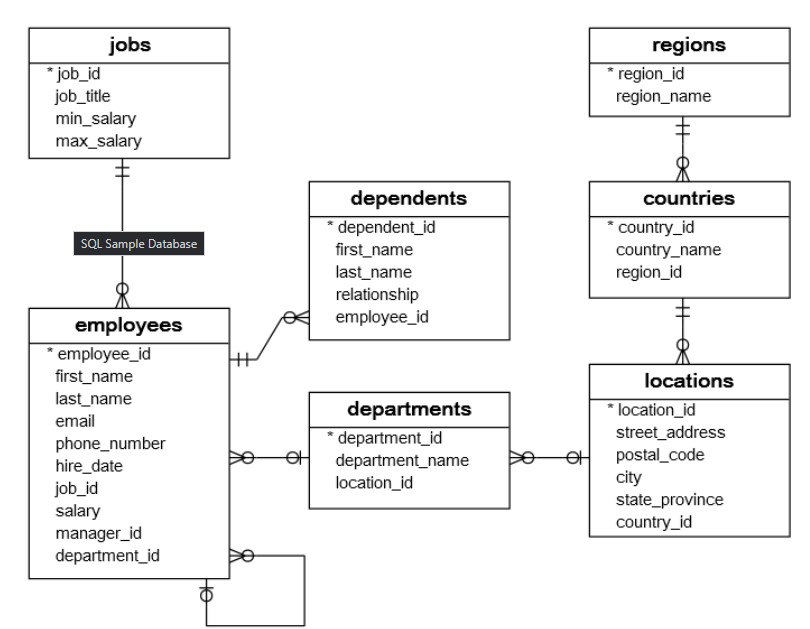 jobs
* job_id
job_title
min_salary
max_salary
regions
* region_id
region_name
dependents
* dependent_id
first_name
last_name
relationship
employee_id
countries
* country_id
country_name
region_id
SQL Sample Database
employees
* employee_id
first_name
last_name
email
phone_number
hire_date
job_id
salary
manager_id
department_id
departments
* department_id
department_name
location_id
locations
* location_id
street_address
postal_code
city
state_province
country_id